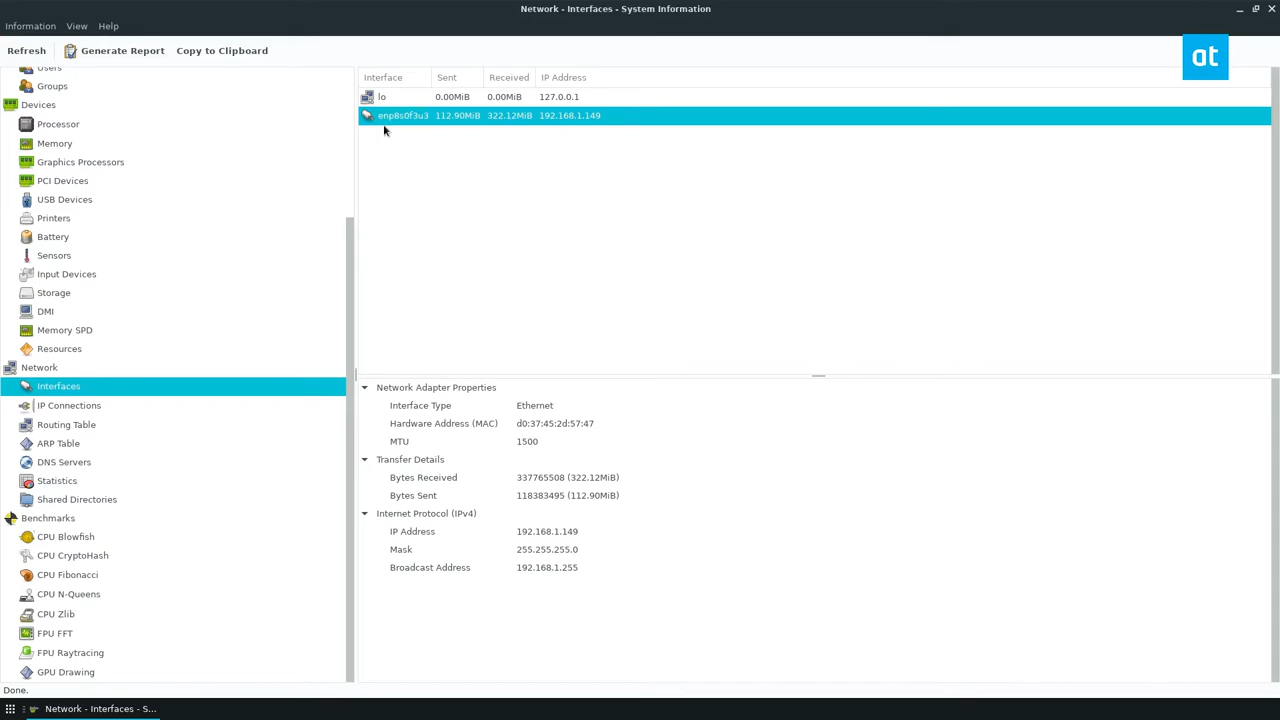 Network - Interfaces - System Information
Information View Help
Refresh Generate Report Copy to Clipboard
at
Users
Groups
Devices
Processor
Memory
Graphics Processors
PCI Devices
USB Devices
Printers
Battery
Sensors
Input Devices
Storage
DMI
Memory SPD
Resources
Network
Interfaces
IP Connections
Routing Table
ARP Table
DNS Servers
Statistics
Shared Directories
Benchmarks
CPU Blowfish
CPU CryptoHash
CPU Fibonacci
CPU N-Queens
CPU Zlib
FPU FFT
FPU Raytracing
GPU Drawing
Interface Sent Received IP Address
lo 0.00MiB 0.00MiB 127.0.0.1
enp8s0f3u3 112.90MiB 322.12MiB 192.168.1.149
Network Adapter Properties
Interface Type Ethernet
Hardware Address (MAC) d0:37:45:2d:57:47
MTU 1500
Transfer Details
Bytes Received 337765508 (322.12MiB)
Bytes Sent 118383495 (112.90MiB)
Internet Protocol (IPv4)
IP Address 192.168.1.149
Mask 255.255.255.0
Broadcast Address 192.168.1.255
Done.
Network - Interfaces - S...